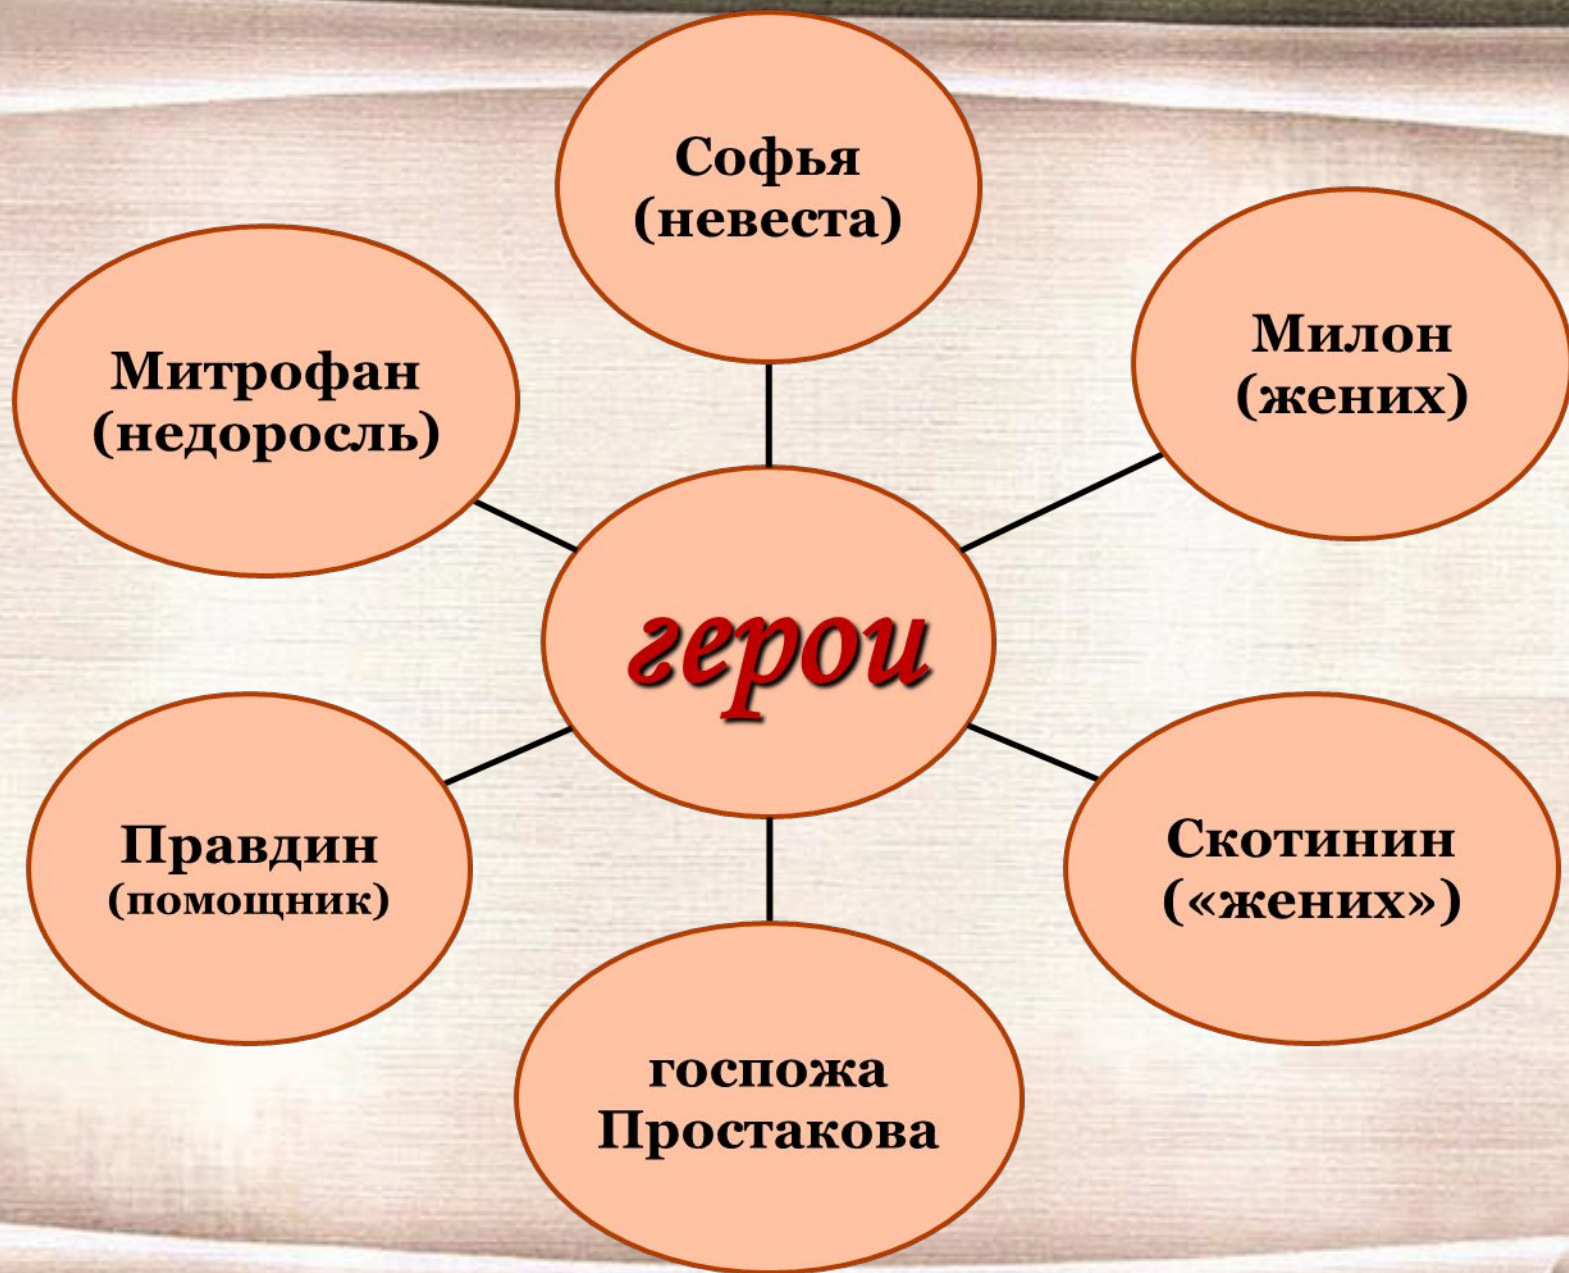 Софья
(невеста)
Митрофан
(недоросль)
Милон
(жених)
герои
Правдин
(помощник)
Скотинин
(«жених»)
госпожа
Простакова